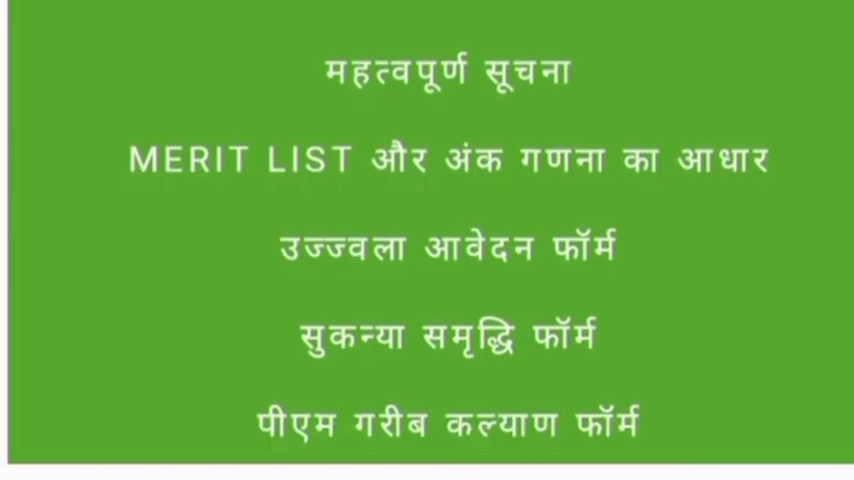 महत्वपूर्ण सूचना
MERIT LIST और अंक गणना का आधार
उज्ज्वला आवेदन फॉर्म
सुकन्या समृद्धि फॉर्म
पीएम गरीब कल्याण फॉर्म